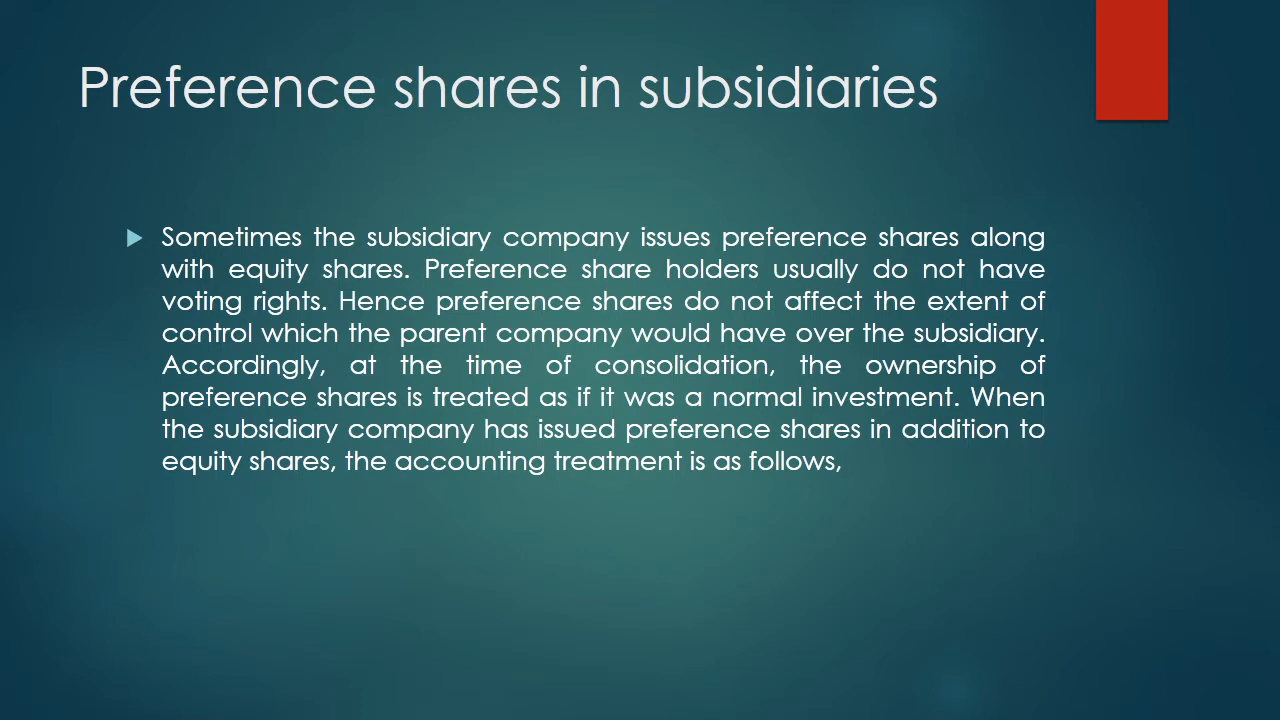 Preference shares in subsidiaries
Sometimes the subsidiary company issues preference shares along
with equity shares. Preference share holders usually do not have
voting rights. Hence preference shares do not affect the extent of
control which the parent company would have over the subsidiary.
Accordingly, at the time of consolidation, the ownership of
preference shares is treated as if it was a normal investment. When
the subsidiary company has issued preference shares in addition to
equity shares, the accounting treatment is as follows,